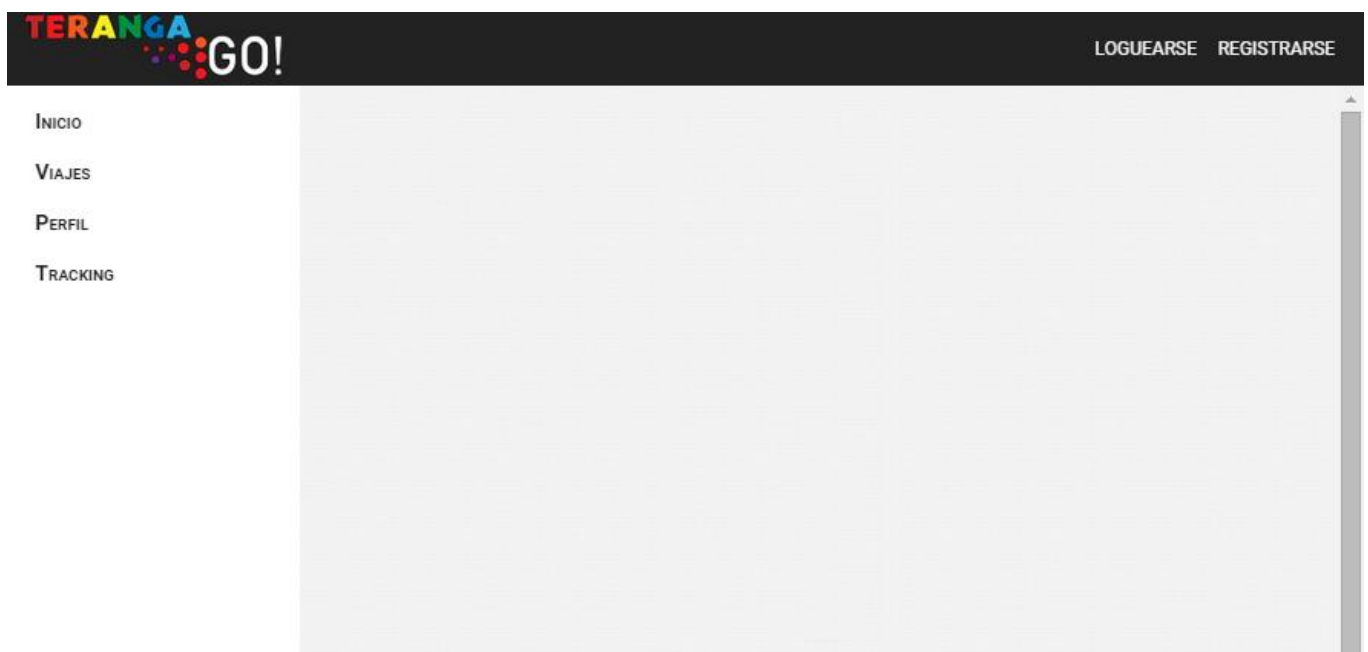 TERANGA
GO!
LOGUEARSE REGISTRARSE
INICIO
VIAJES
PERFIL
TRACKING